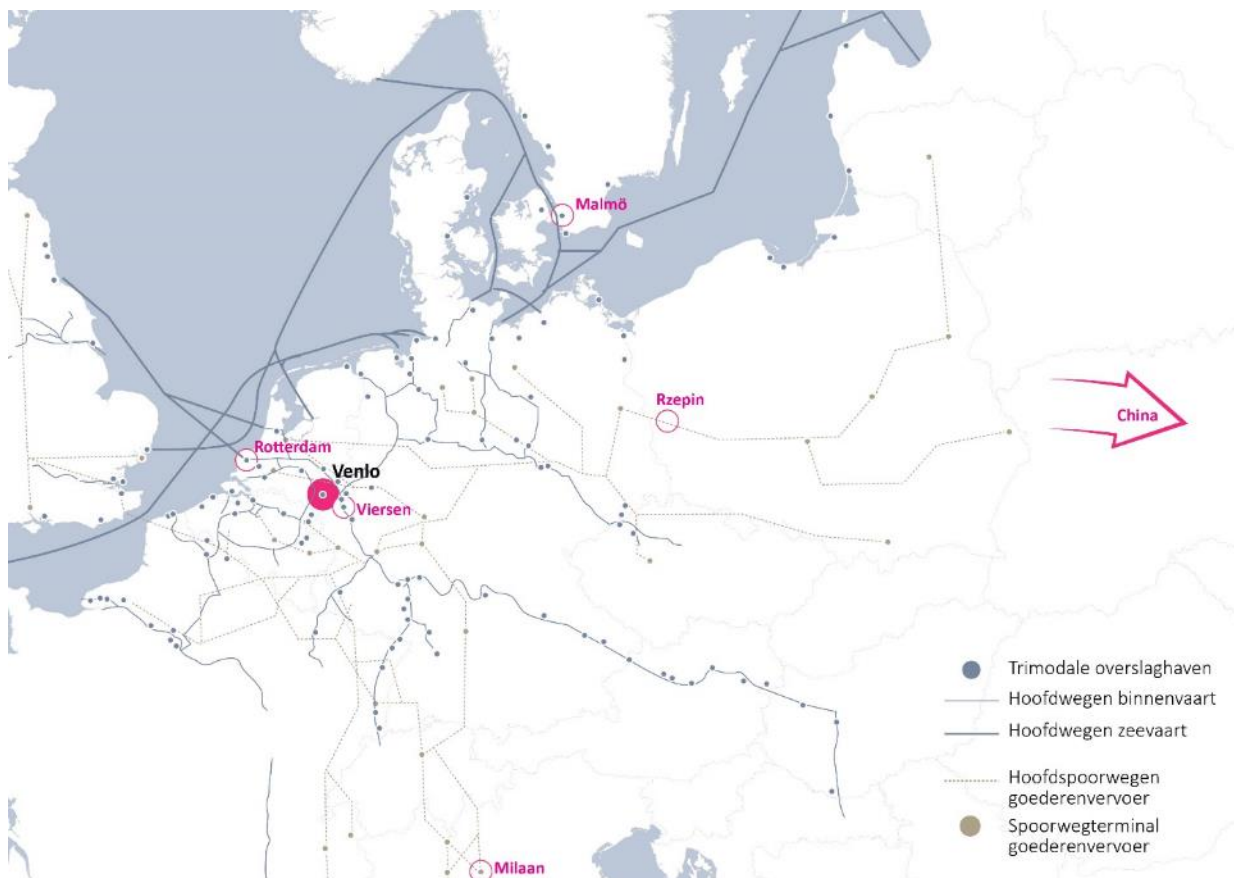 Malmö
Rzepin
China
Rotterdam
Venlo
Viersen
Milaan
Trimodale overslaghaven
Hoofdwegen binnenvaart
Hoofdwegen zeevaart
Hoofdspoorwegen
goederenvervoer
Spoorwegterminal
goederenvervoer